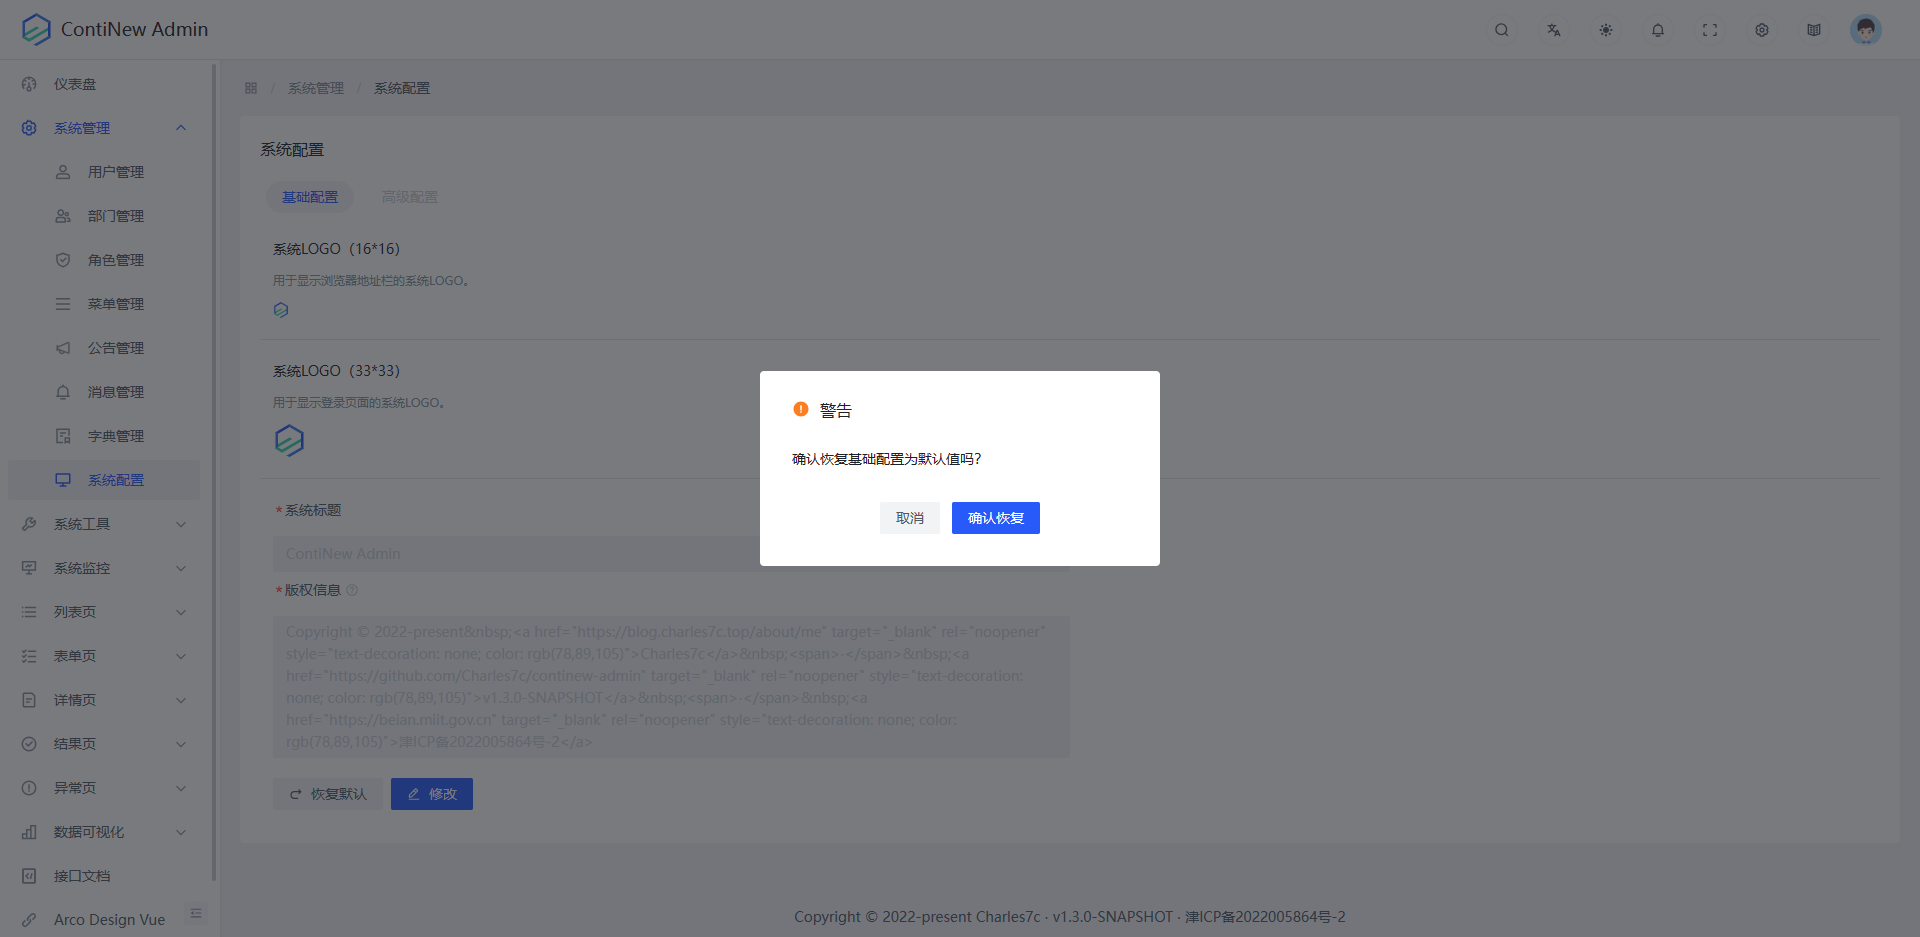 ContiNew Admin
仪表盘
系统管理
用户管理
部门管理
角色管理
菜单管理
公告管理
消息管理
字典管理
系统配置
系统工具
系统监控
列表页
表单页
详情页
结果页
异常页
数据可视化
接口文档
Arco Design Vue
/ 系统管理 / 系统配置
系统配置
基础配置 高级配置
系统LOGO（16*16）
用于显示浏览器地址栏的系统LOGO。
系统LOGO（33*33）
用于显示登录页面的系统LOGO。
* 系统标题
ContiNew Admin
* 版权信息
Copyright © 2022-present&nbsp;<a href="https://blog.charles7c.top/about/me" target="_blank" rel="noopener"
style="text-decoration: none; color: rgb(78,89,105)">Charles7c</a>&nbsp;<span>·</span>&nbsp;<a
href="https://github.com/Charles7c/continew-admin" target="_blank" rel="noopener" style="text-decoration:
none; color: rgb(78,89,105)">v1.3.0-SNAPSHOT</a>&nbsp;<span>·</span>&nbsp;<a
href="https://beian.miit.gov.cn" target="_blank" rel="noopener" style="text-decoration: none; color:
rgb(78,89,105)">津ICP备2022005864号-2</a>
恢复默认 修改
警告
确认恢复基础配置为默认值吗?
取消 确认恢复
Copyright © 2022-present Charles7c · v1.3.0-SNAPSHOT · 津ICP备2022005864号-2